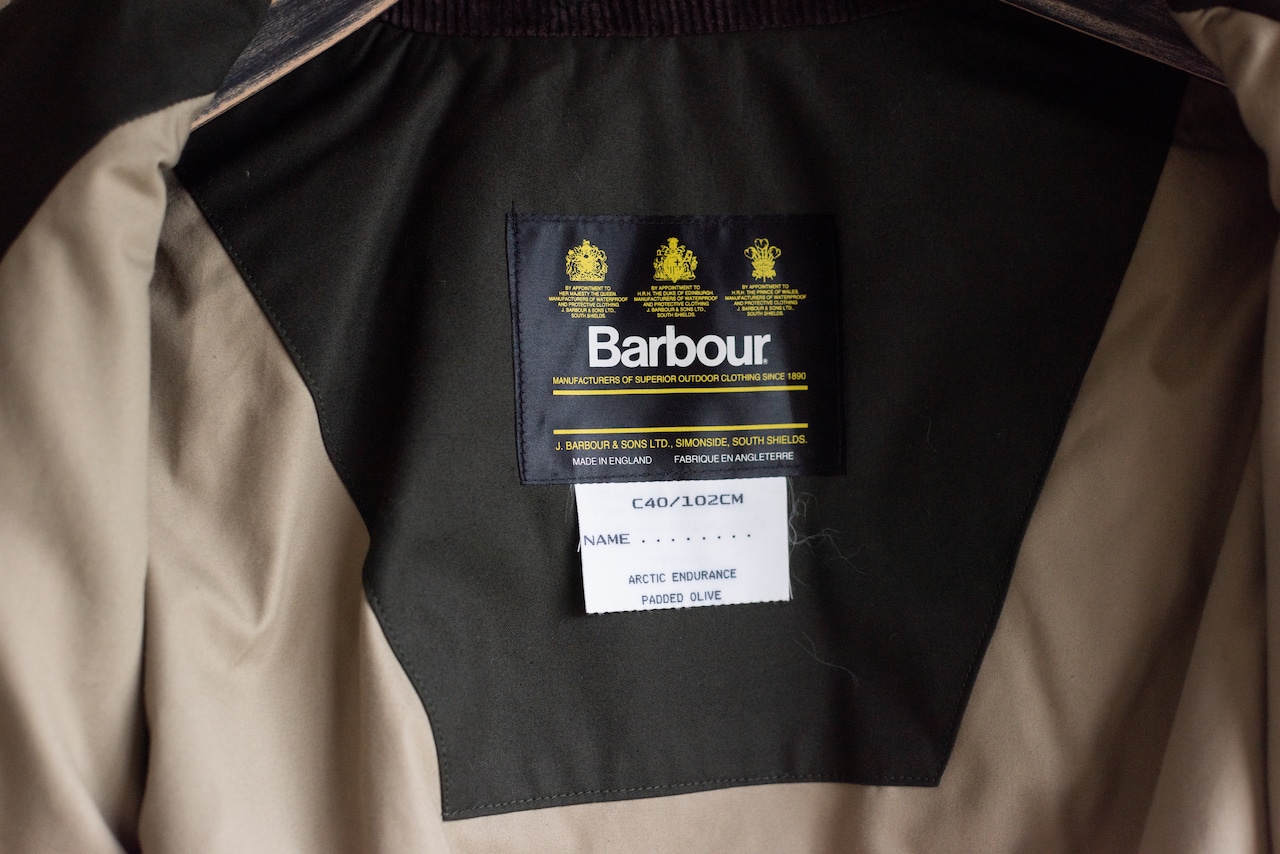 BY APPOINTMENT TO
HER MAJESTY THE QUEEN
MANUFACTURERS OF WATERPROOF
AND PROTECTIVE CLOTHING
J. BARBOUR & SONS LTD.,
SOUTH SHIELDS.
BY APPOINTMENT TO
H.R.H. THE DUKE OF EDINBURGH
MANUFACTURERS OF WATERPROOF
AND PROTECTIVE CLOTHING
J. BARBOUR & SONS LTD.,
SOUTH SHIELDS.
BY APPOINTMENT TO
H.R.H. THE PRINCE OF WALES
MANUFACTURERS OF WATERPROOF
AND PROTECTIVE CLOTHING
J. BARBOUR & SONS LTD.,
SOUTH SHIELDS.
Barbour®
MANUFACTURERS OF SUPERIOR OUTDOOR CLOTHING SINCE 1890
J. BARBOUR & SONS LTD., SIMONSIDE, SOUTH SHIELDS.
MADE IN ENGLAND FABRIQUE EN ANGLETERRE
C40/102CM
NAME ........
ARCTIC ENDURANCE
PADDED OLIVE